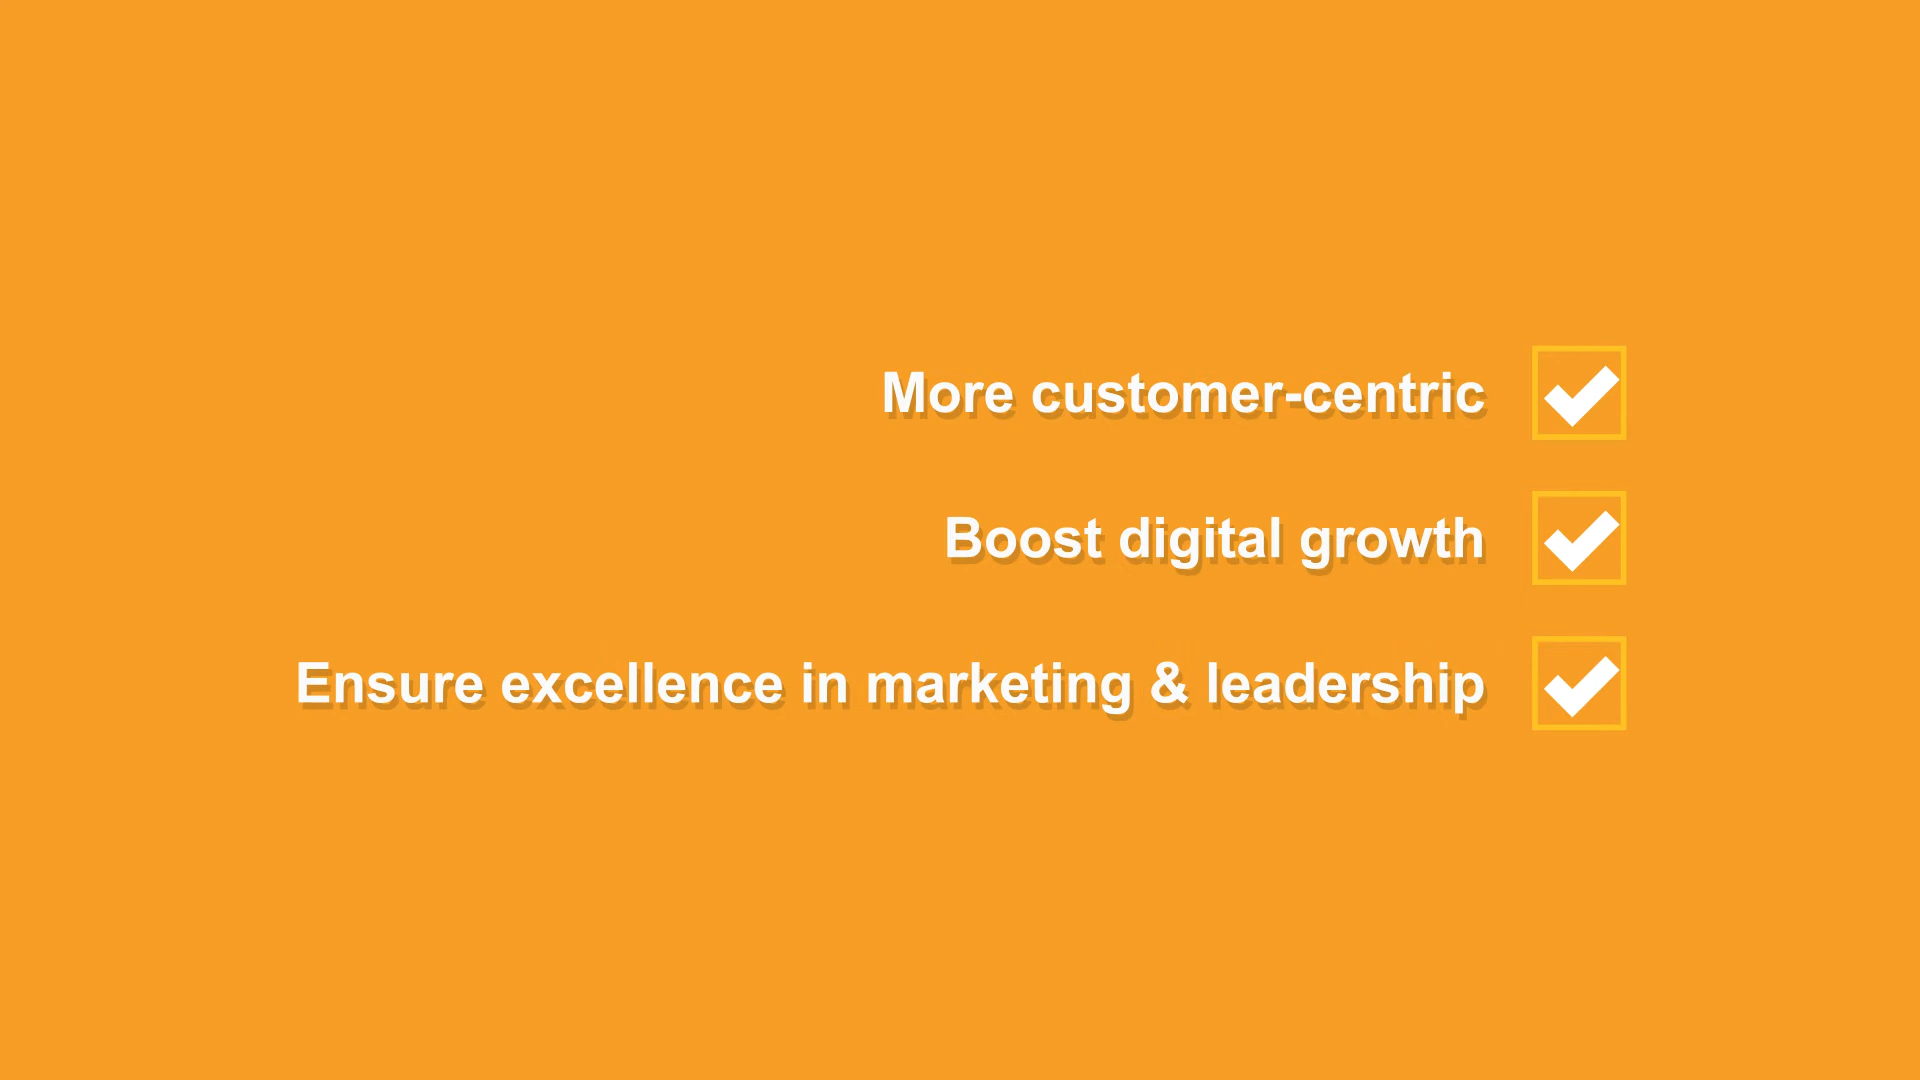 More customer-centric
Boost digital growth
Ensure excellence in marketing & leadership